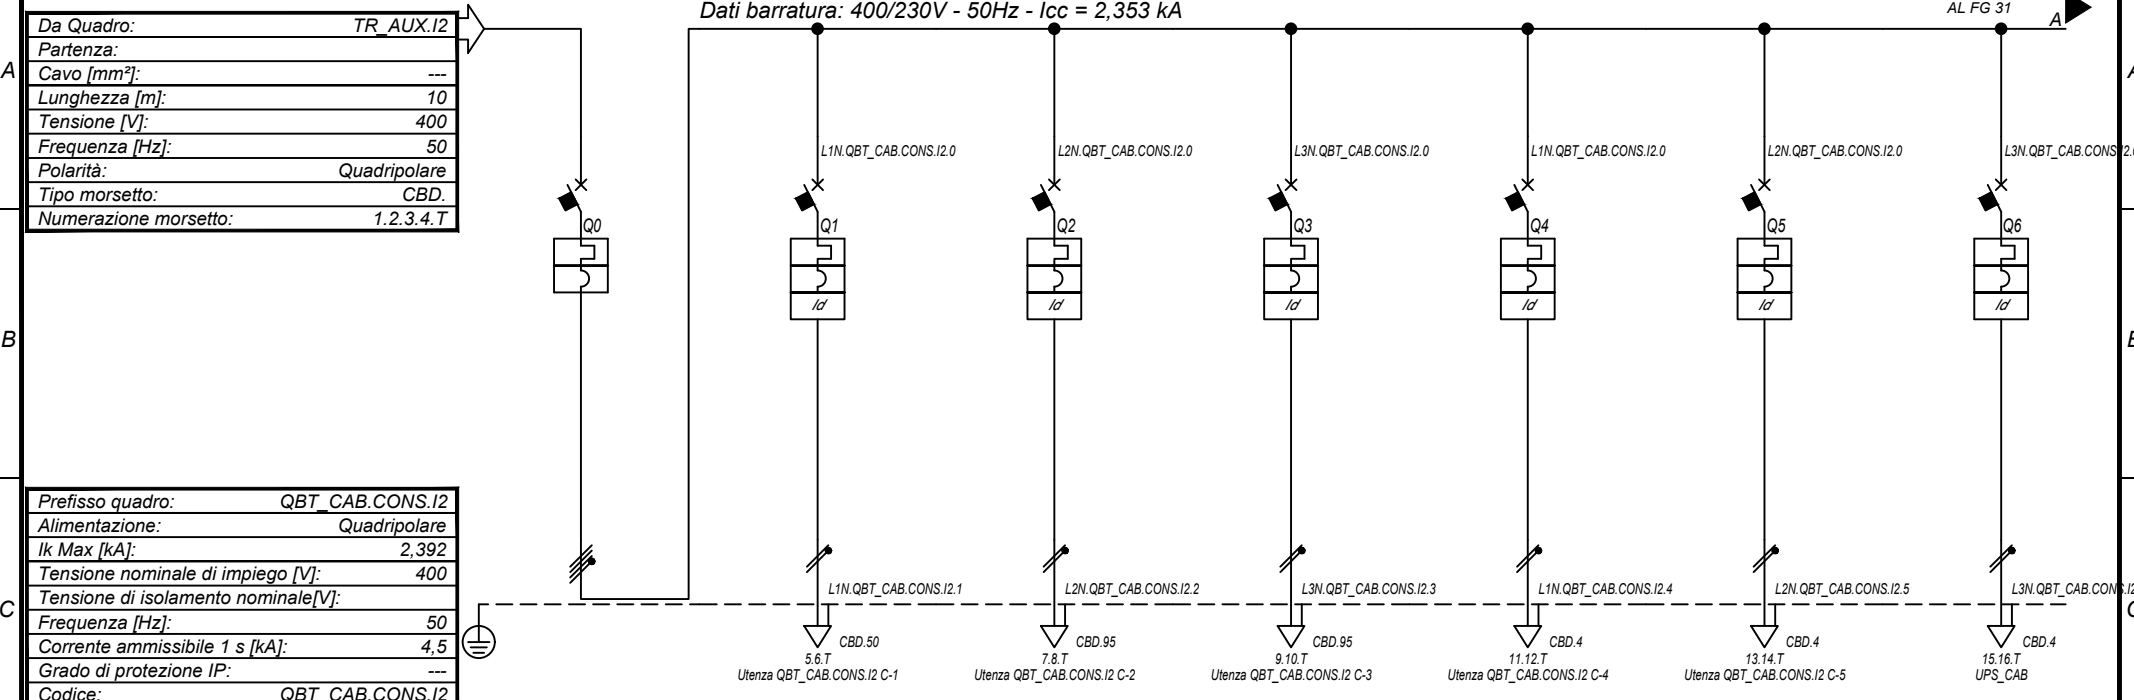 Dati barratura: 400/230V - 50Hz - Icc = 2,353 kA
AL FG 31
A
Da Quadro: TR_AUX.I2
Partenza:
Cavo [mm²]: ---
Lunghezza [m]: 10
Tensione [V]: 400
Frequenza [Hz]: 50
Polarità: Quadripolare
Tipo morsetto: CBD.
Numerazione morsetto: 1.2.3.4.T
A
L1N.QBT_CAB.CONS.I2.0
L2N.QBT_CAB.CONS.I2.0
L3N.QBT_CAB.CONS.I2.0
L1N.QBT_CAB.CONS.I2.0
L2N.QBT_CAB.CONS.I2.0
L3N.QBT_CAB.CONS.I2.0
Q0
Q1
Q2
Q3
Q4
Q5
Q6
Id
Id
Id
Id
Id
Id
B
Prefisso quadro: QBT_CAB.CONS.I2
Alimentazione: Quadripolare
Ik Max [kA]: 2,392
Tensione nominale di impiego [V]: 400
Tensione di isolamento nominale[V]:
Frequenza [Hz]: 50
Corrente ammissibile 1 s [kA]: 4,5
Grado di protezione IP: ---
Codice: QBT_CAB.CONS.I2
C
L1N.QBT_CAB.CONS.I2.1
L2N.QBT_CAB.CONS.I2.2
L3N.QBT_CAB.CONS.I2.3
L1N.QBT_CAB.CONS.I2.4
L2N.QBT_CAB.CONS.I2.5
L3N.QBT_CAB.CONS.I2
CBD.50
CBD.95
CBD.95
CBD.4
CBD.4
CBD.4
5.6.T
7.8.T
9.10.T
11.12.T
13.14.T
15.16.T
Utenza QBT_CAB.CONS.I2 C-1
Utenza QBT_CAB.CONS.I2 C-2
Utenza QBT_CAB.CONS.I2 C-3
Utenza QBT_CAB.CONS.I2 C-4
Utenza QBT_CAB.CONS.I2 C-5
UPS_CAB